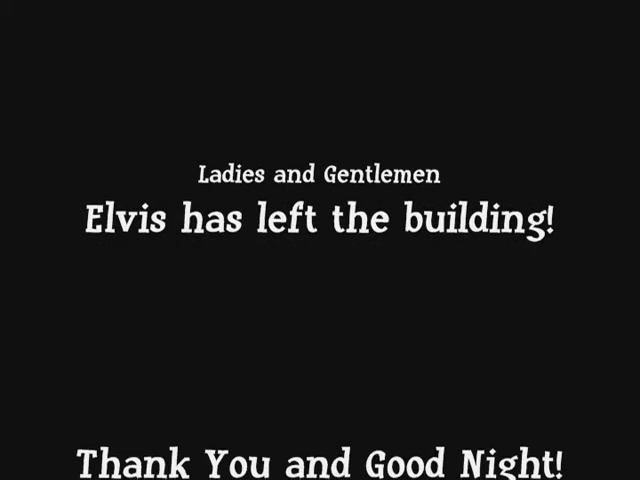 Ladies and Gentlemen
Elvis has left the building!
Thank You and Good Night!